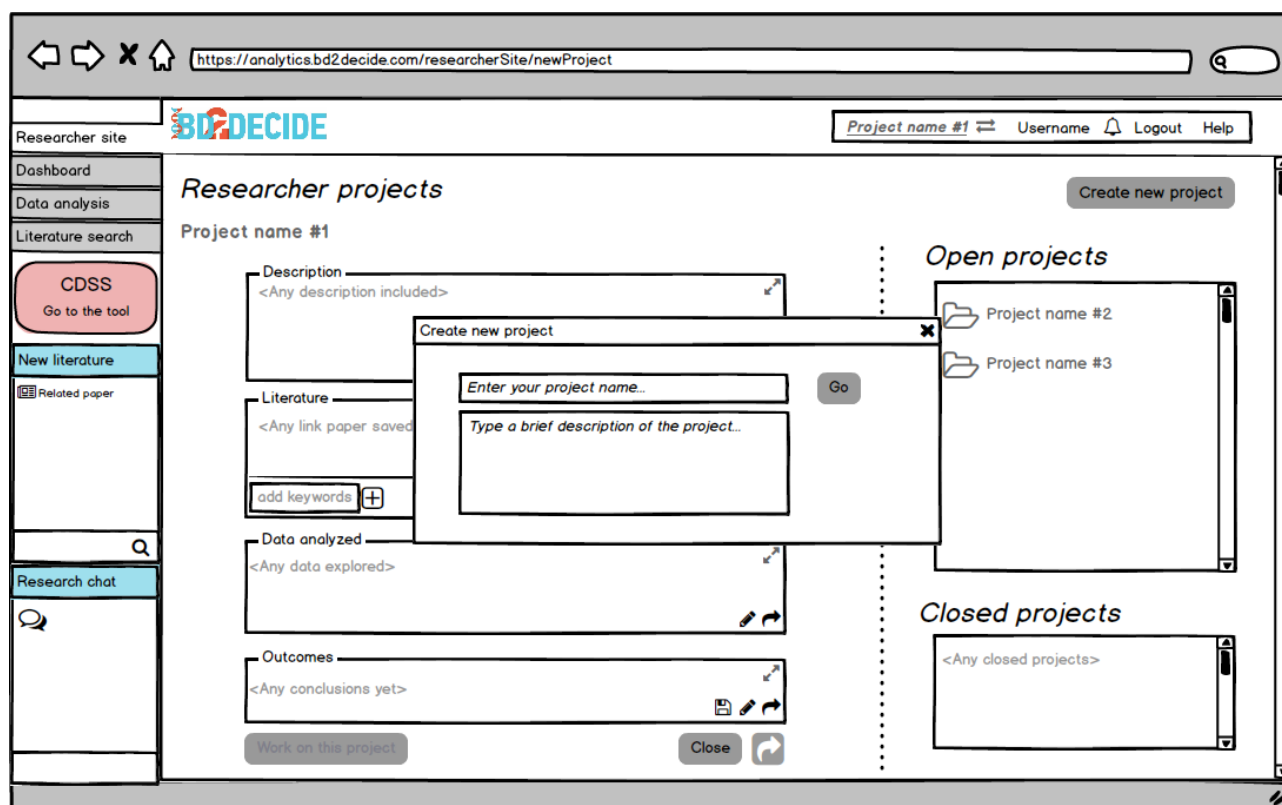 https://analytics.bd2decide.com/researcherSite/newProject
BD2DECIDE
Project name #1 Username Logout Help
Researcher site
Dashboard
Data analysis
Literature search
CDSS
Go to the tool
New literature
Related paper
Research chat
Researcher projects
Create new project
Project name #1
Description
<Any description included>
Literature
<Any link paper saved
add keywords
Data analyzed
<Any data explored>
Outcomes
<Any conclusions yet>
Work on this project
Close
Create new project
Enter your project name...
Go
Type a brief description of the project...
Open projects
Project name #2
Project name #3
Closed projects
<Any closed projects>